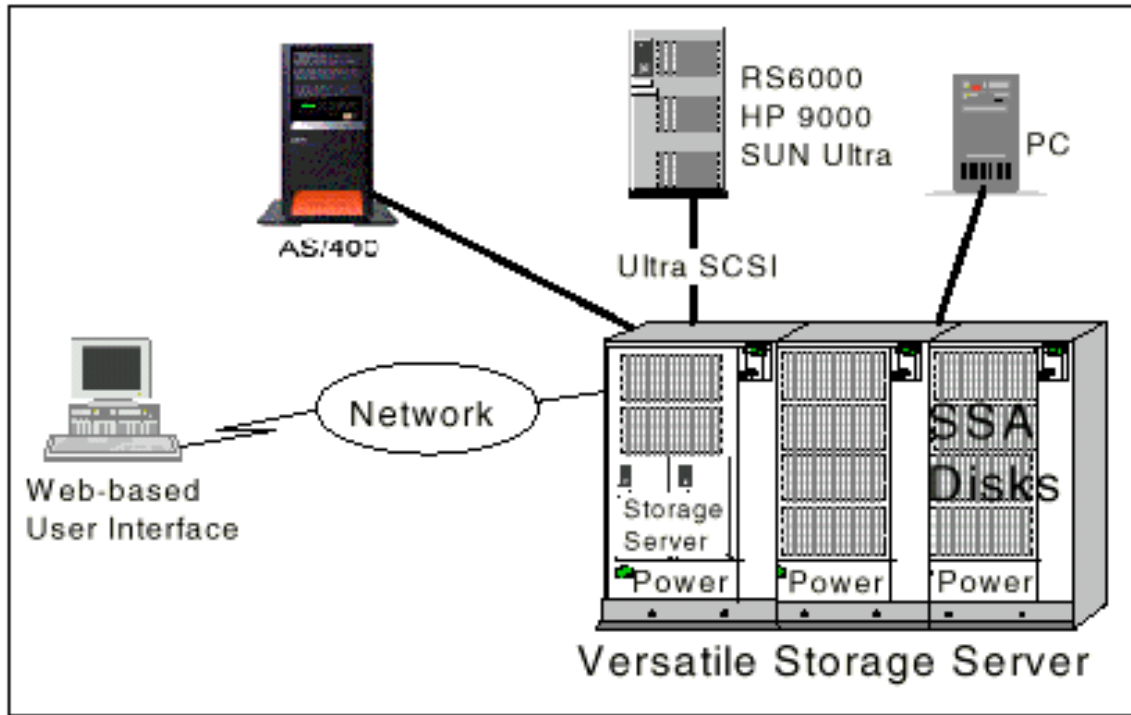 RS6000
HP 9000
SUN Ultra
PC
AS/400
Ultra SCSI
Network
Web-based
User Interface
SSA
Disks
Storage
Server
Power
Power
Power
Versatile Storage Server